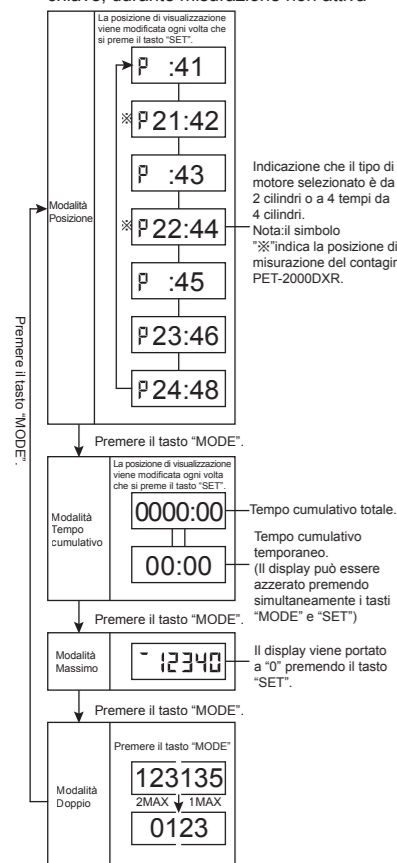 La posizione di visualizzazione
viene modificata ogni volta che
si preme il tasto "SET".
P :41
※P21:42
P :43
Modalità
Posizione
※P22:44
P :45
P23:46
P24:48
Indicazione che il tipo di
motore selezionato è da
2 cilindri o a 4 tempi da
4 cilindri.
Nota:il simbolo
"※"indica la posizione di
misurazione del contagir
PET-2000DXR.
Premere il tasto "MODE".
Premere il tasto "MODE".
La posizione di visualizzazione
viene modificata ogni volta
che si preme il tasto "SET".
Modalità
Tempo
cumulativo
0000:00
00:00
Tempo cumulativo totale.
Tempo cumulativo
temporaneo.
(Il display può essere
azzerato premendo
simultaneamente i tasti
"MODE" e "SET")
Premere il tasto "MODE".
Modalità
Massimo
12340
Il display viene portato
a "0" premendo il tasto
"SET".
Premere il tasto "MODE".
Modalità
Doppio
Premere il tasto "MODE"
123135
2MAX 1MAX
0123